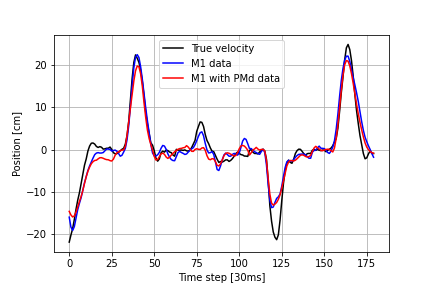 True velocity
M1 data
M1 with PMd data
Position [cm]
20
10
0
−10
−20
0
25
50
75
100
125
150
175
Time step [30ms]